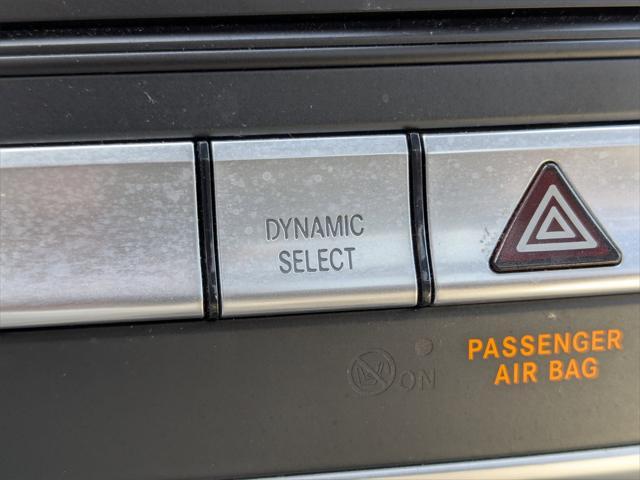 DYNAMIC
SELECT
PASSENGER
AIR BAG
ON